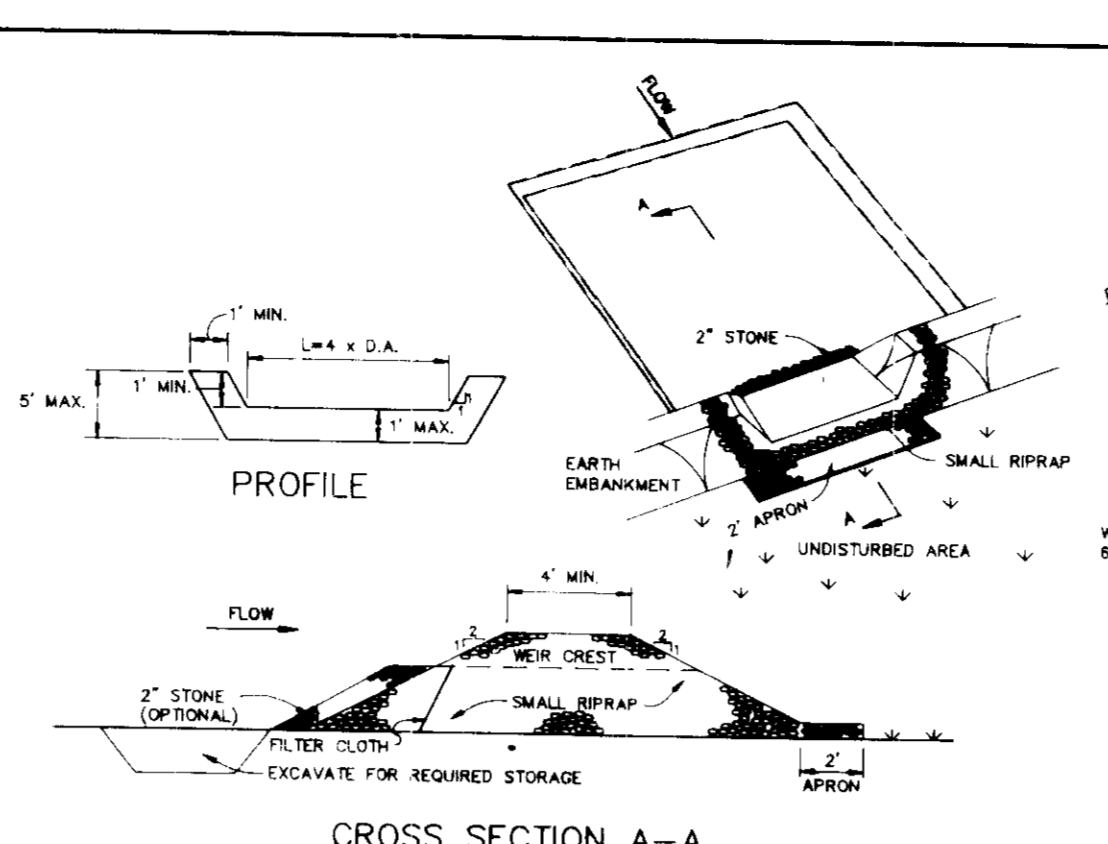 FLOW
A
1' MIN.
L=4 x D.A.
2" STONE
1' MIN.
5' MAX.
1
1' MAX.
PROFILE
EARTH
EMBANKMENT
SMALL RIPRAP
2' APRON
A
UNDISTURBED AREA
W
6
4' MIN.
FLOW
2
1
2
1
WEIR CREST
2" STONE
(OPTIONAL)
SMALL RIPRAP
FILTER CLOTH
EXCAVATE FOR REQUIRED STORAGE
2'
APRON
CROSS SECTION A-A